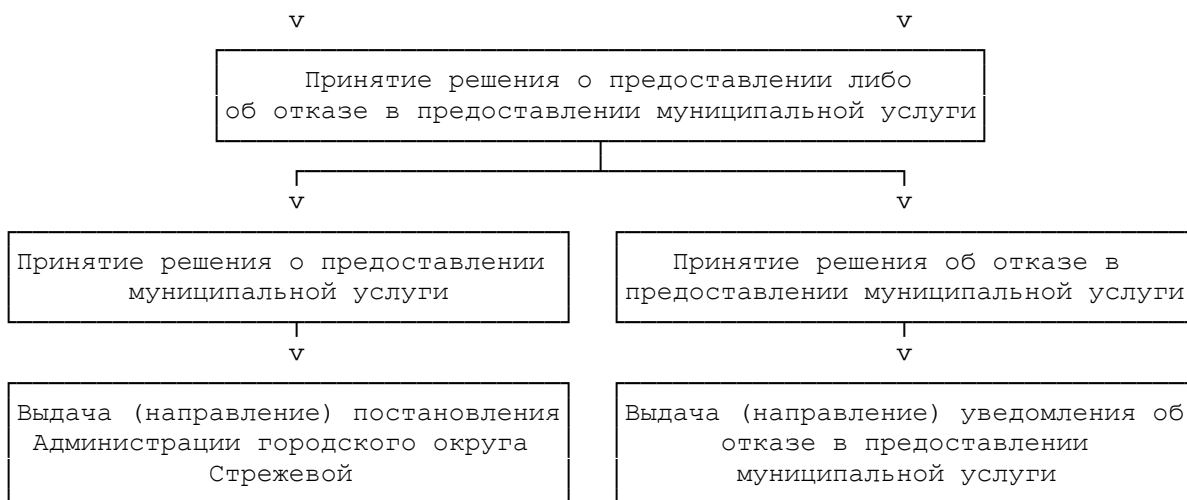 v v
Принятие решения о предоставлении либо
об отказе в предоставлении муниципальной услуги
v v
Принятие решения о предоставлении
муниципальной услуги
Принятие решения об отказе в
предоставлении муниципальной услуги
v v
Выдача (направление) постановления
Администрации городского округа
Стрежевой
Выдача (направление) уведомления об
отказе в предоставлении
муниципальной услуги